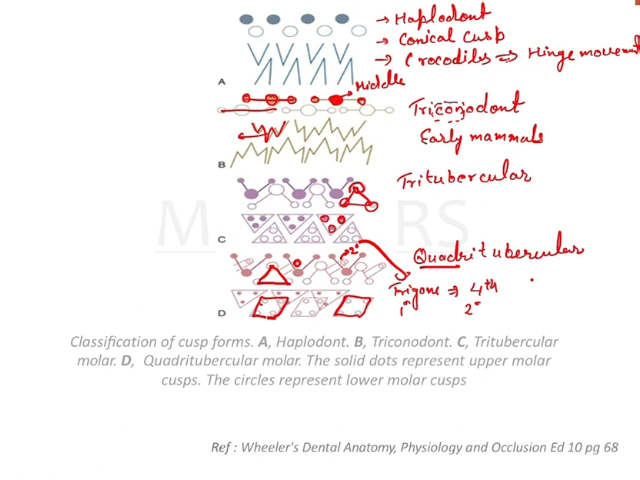 → Haplodont
→ Conical Cusp
→ Crocodiles ⇒ Hinge movement
A
Middle
Triconodont
Early mammals
B
Tritubercular
C
2°
Quadritubercular
Trigone ⇒ 4th
1° 2°
D
Classification of cusp forms. A, Haplodont. B, Triconodont. C, Tritubercular
molar. D, Quadritubercular molar. The solid dots represent upper molar
cusps. The circles represent lower molar cusps
Ref : Wheeler's Dental Anatomy, Physiology and Occlusion Ed 10 pg 68